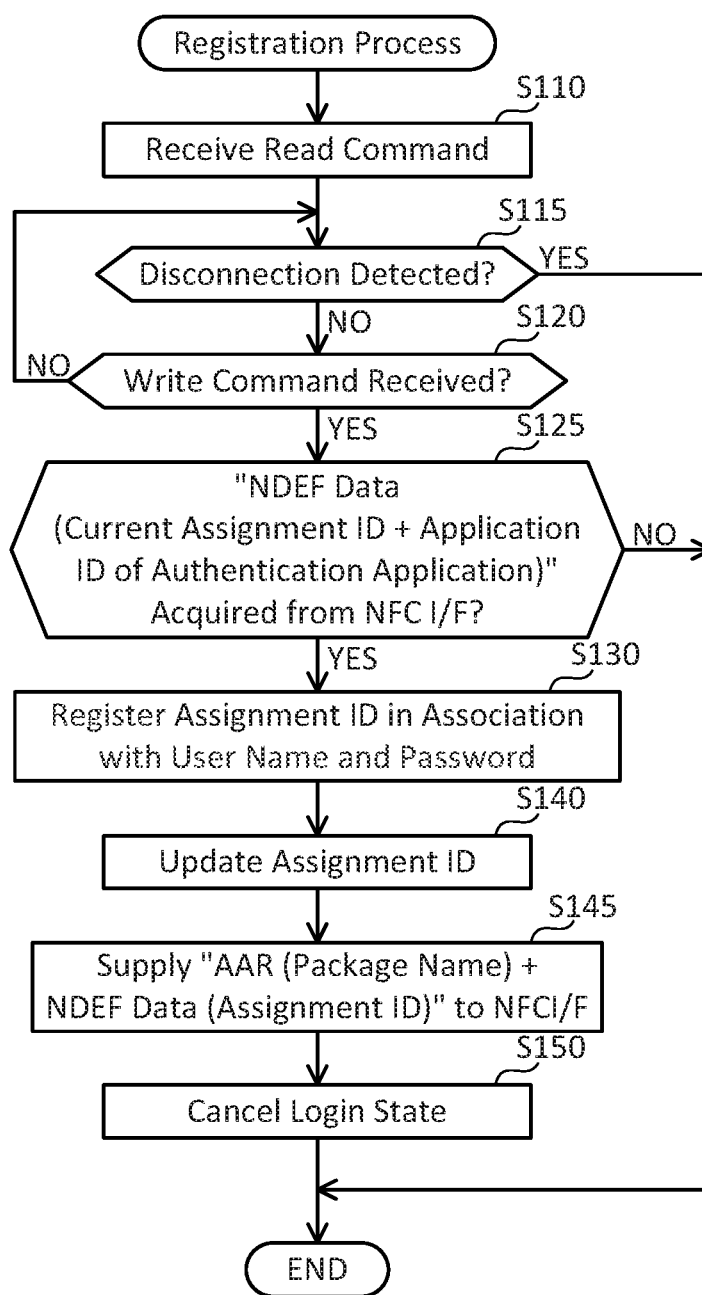 Registration Process
S110
Receive Read Command
S115
Disconnection Detected?
YES
NO
S120
NO
Write Command Received?
YES
S125
"NDEF Data
(Current Assignment ID + Application
ID of Authentication Application)"
Acquired from NFC I/F?
NO
YES
S130
Register Assignment ID in Association
with User Name and Password
S140
Update Assignment ID
S145
Supply "AAR (Package Name) +
NDEF Data (Assignment ID)" to NFCI/F
S150
Cancel Login State
END